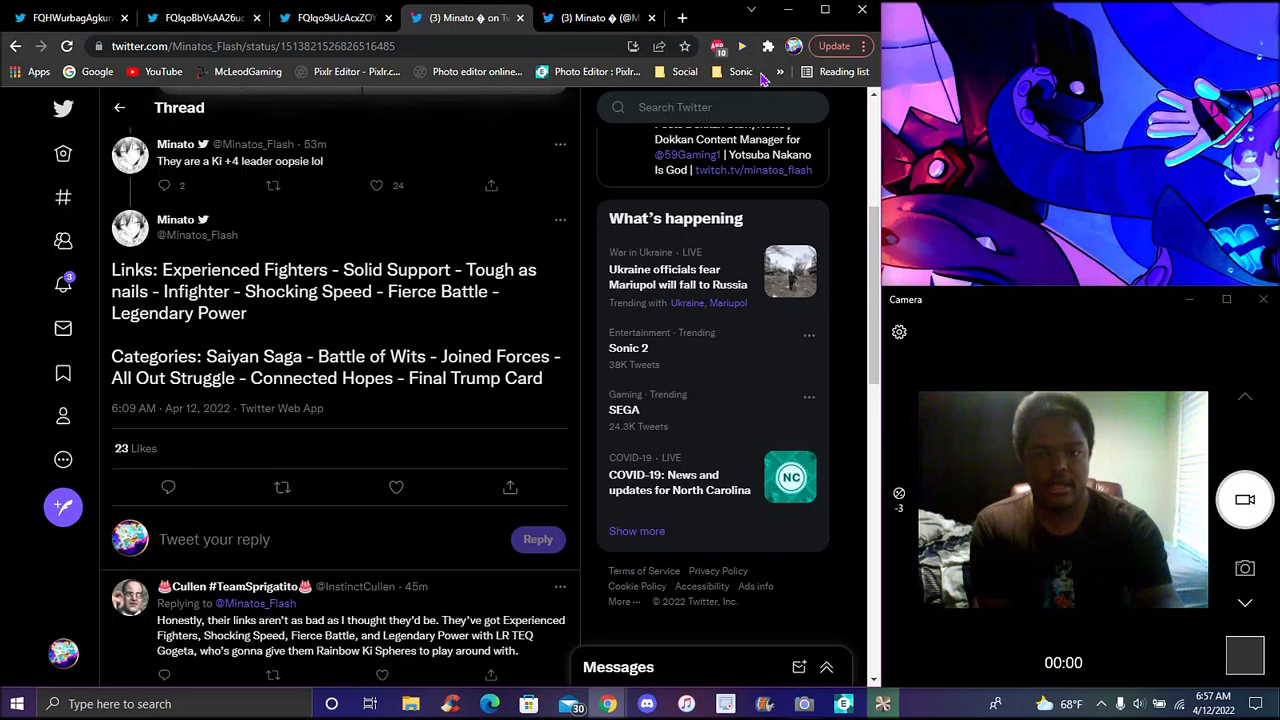 FQHWurbagAgkur
FQlqo8bVsAA26uc
FQlqo9sUcAcxZOY
(3) Minato � on Tw
(3) Minato � (@M
twitter.com/Minatos_Flash/status/1513821526826516485
10
Update
Apps
Google
YouTube
McLeodGaming
Pixlr Editor - Pixlr.c...
Photo editor online...
Photo Editor : Pixlr...
Social
Sonic
»
Reading list
Thread
Search Twitter
Minato @Minatos_Flash · 53m
They are a Ki +4 leader oopsie lol
2
24
Minato
@Minatos_Flash
Links: Experienced Fighters - Solid Support - Tough as
nails - Infighter - Shocking Speed - Fierce Battle -
Legendary Power
Categories: Saiyan Saga - Battle of Wits - Joined Forces -
All Out Struggle - Connected Hopes - Final Trump Card
6:09 AM · Apr 12, 2022 · Twitter Web App
23 Likes
Tweet your reply
Reply
Cullen #TeamSprigatito @InstinctCullen · 45m
Replying to @Minatos_Flash
Honestly, their links aren't as bad as I thought they'd be. They've got Experienced
Fighters, Shocking Speed, Fierce Battle, and Legendary Power with LR TEQ
Gogeta, who's gonna give them Rainbow Ki Spheres to play around with.
3
Dokkan Content Manager for
@59Gaming1 | Yotsuba Nakano
Is God | twitch.tv/minatos_flash
What's happening
War in Ukraine · LIVE
Ukraine officials fear
Mariupol will fall to Russia
Trending with Ukraine, Mariupol
Entertainment · Trending
Sonic 2
38K Tweets
Gaming · Trending
SEGA
24.3K Tweets
COVID-19 · LIVE
COVID-19: News and
updates for North Carolina
NC
Show more
Terms of Service Privacy Policy
Cookie Policy Accessibility Ads info
More ··· © 2022 Twitter, Inc.
Messages
Camera
-3
00:00
Type here to search
30
68°F
6:57 AM
4/12/2022